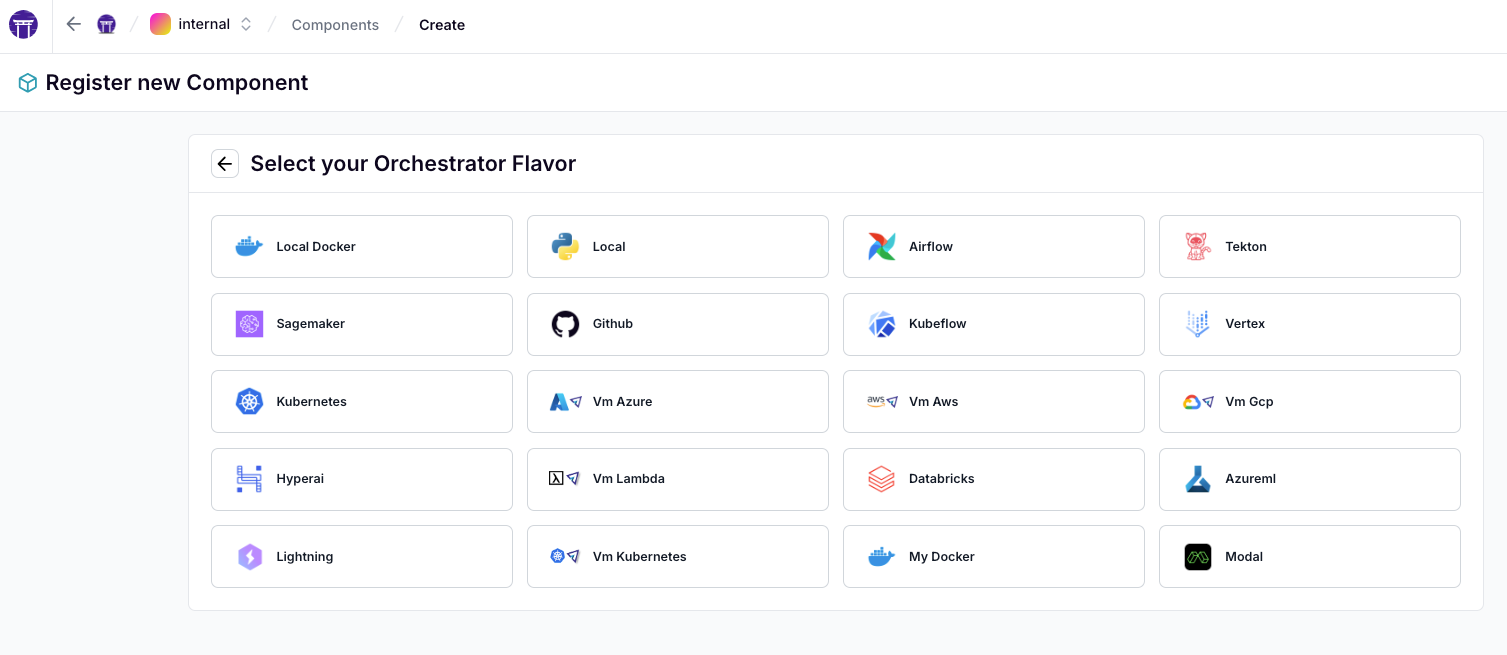 internal / Components / Create
Register new Component
Select your Orchestrator Flavor
Local Docker
Local
Airflow
Tekton
Sagemaker
Github
Kubeflow
Vertex
Kubernetes
Vm Azure
aws
Vm Aws
Vm Gcp
Hyperai
Vm Lambda
Databricks
Azureml
Lightning
Vm Kubernetes
My Docker
Modal